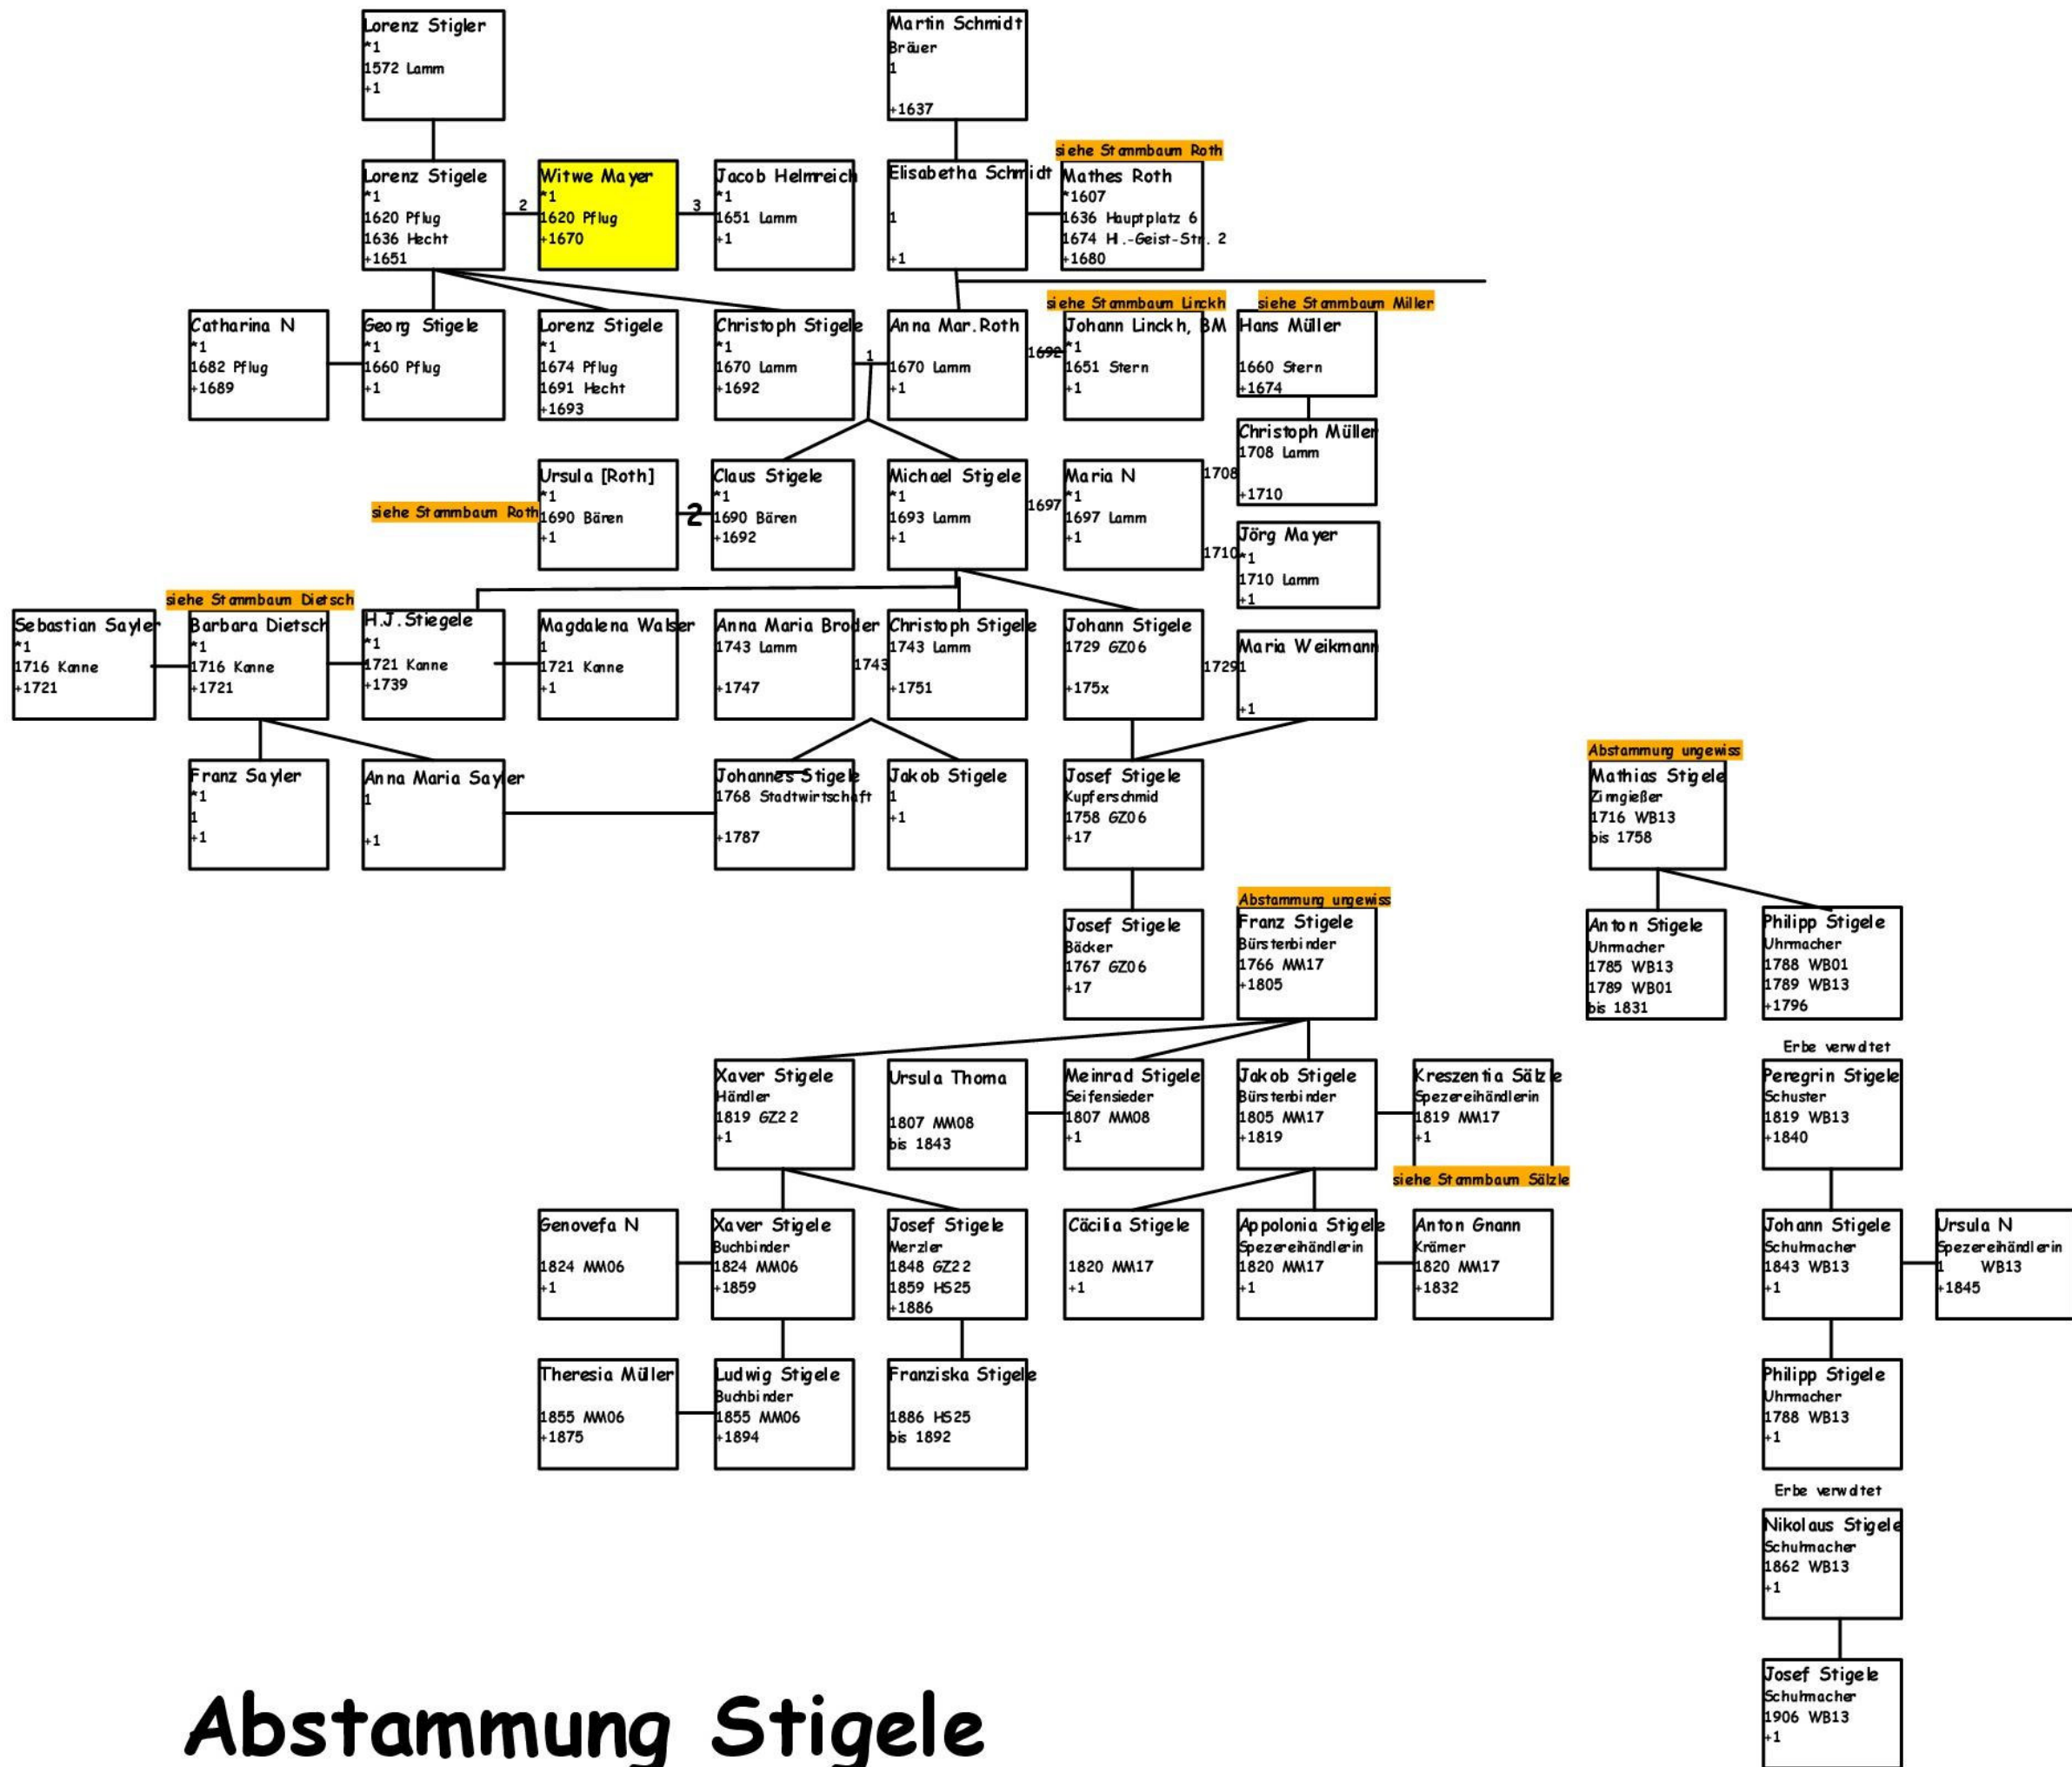 Lorenz Stigler
*1
1572 Lamm
+1
Martin Schmidt
Bräuer
1
+1637
Lorenz Stigele
*1
1620 Pflug
1636 Hecht
+1651
2
Witwe Mayer
*1
1620 Pflug
+1670
3
Jacob Helmreich
*1
1651 Lamm
+1
Elisabetha Schmidt
1
+1
siehe Stammbaum Roth
Mathes Roth
*1607
1636 Hauptplatz 6
1674 Hl.-Geist-Str. 2
+1680
Catharina N
*1
1682 Pflug
+1689
Georg Stigele
*1
1660 Pflug
+1
Lorenz Stigele
*1
1674 Pflug
1691 Hecht
+1693
Christoph Stigele
*1
1670 Lamm
+1692
1
Anna Mar.Roth
1670 Lamm
+1
1692
siehe Stammbaum Linckh
Johann Linckh, BM
*1
1651 Stern
+1
siehe Stammbaum Miller
Hans Müller
1660 Stern
+1674
Christoph Müller
1708 Lamm
+1710
siehe Stammbaum Roth
Ursula [Roth]
*1
1690 Bären
+1
2
Claus Stigele
*1
1690 Bären
+1692
Michael Stigele
*1
1693 Lamm
+1
1697
Maria N
*1
1697 Lamm
+1
1708
1710
Jörg Mayer
*1
1710 Lamm
+1
Sebastian Sayler
*1
1716 Kanne
+1721
siehe Stammbaum Dietsch
Barbara Dietsch
*1
1716 Kanne
+1721
H.J.Stiegele
*1
1721 Kanne
+1739
Magdalena Walser
1
1721 Kanne
+1
Anna Maria Broder
1743 Lamm
+1747
1743
Christoph Stigele
1743 Lamm
+1751
Johann Stigele
1729 GZ06
+175x
1729
Maria Weikmann
1
+1
Franz Sayler
*1
1
+1
Anna Maria Sayler
1
+1
Johannes Stigele
1768 Stadtwirtschaft
+1787
Jakob Stigele
1
+1
Josef Stigele
Kupferschmid
1758 GZ06
+17
Abstammung ungewiss
Mathias Stigele
Zinngießer
1716 WB13
bis 1758
Josef Stigele
Bäcker
1767 GZ06
+17
Abstammung ungewiss
Franz Stigele
Bürstenbinder
1766 MM17
+1805
Anton Stigele
Uhrmacher
1785 WB13
1789 WB01
bis 1831
Philipp Stigele
Uhrmacher
1788 WB01
1789 WB13
+1796
Xaver Stigele
Händler
1819 GZ22
+1
Ursula Thoma
1807 MM08
bis 1843
Meinrad Stigele
Seifensieder
1807 MM08
+1
Jakob Stigele
Bürstenbinder
1805 MM17
+1819
Kreszentia Sälzle
Spezereihändlerin
1819 MM17
+1
siehe Stammbaum Sälzle
Erbe verwaltet
Peregrin Stigele
Schuster
1819 WB13
+1840
Genovefa N
1824 MM06
+1
Xaver Stigele
Buchbinder
1824 MM06
+1859
Josef Stigele
Merzler
1848 GZ22
1859 HS25
+1886
Cäcilia Stigele
1820 MM17
+1
Appolonia Stigele
Spezereihändlerin
1820 MM17
+1
Anton Gnann
Krämer
1820 MM17
+1832
Johann Stigele
Schuhmacher
1843 WB13
+1
Ursula N
Spezereihändlerin
1 WB13
+1845
Theresia Müller
1855 MM06
+1875
Ludwig Stigele
Buchbinder
1855 MM06
+1894
Franziska Stigele
1886 HS25
bis 1892
Philipp Stigele
Uhrmacher
1788 WB13
+1
Erbe verwaltet
Nikolaus Stigele
Schuhmacher
1862 WB13
+1
Josef Stigele
Schuhmacher
1906 WB13
+1
Abstammung Stigele